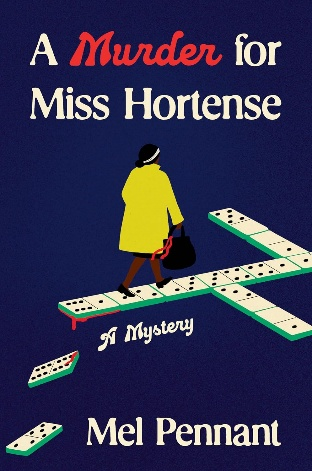 A Murder for
Miss Hortense
A Mystery
Mel Pennant